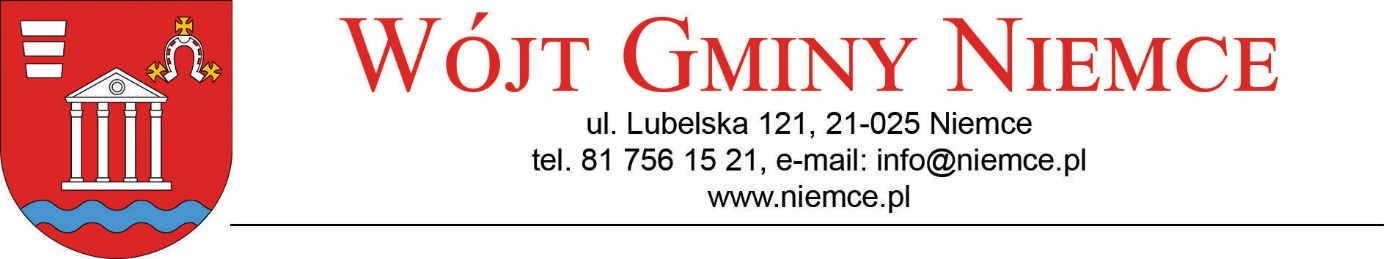 Wójt Gminy Niemce
ul. Lubelska 121, 21-025 Niemce
tel. 81 756 15 21, e-mail: info@niemce.pl
www.niemce.pl